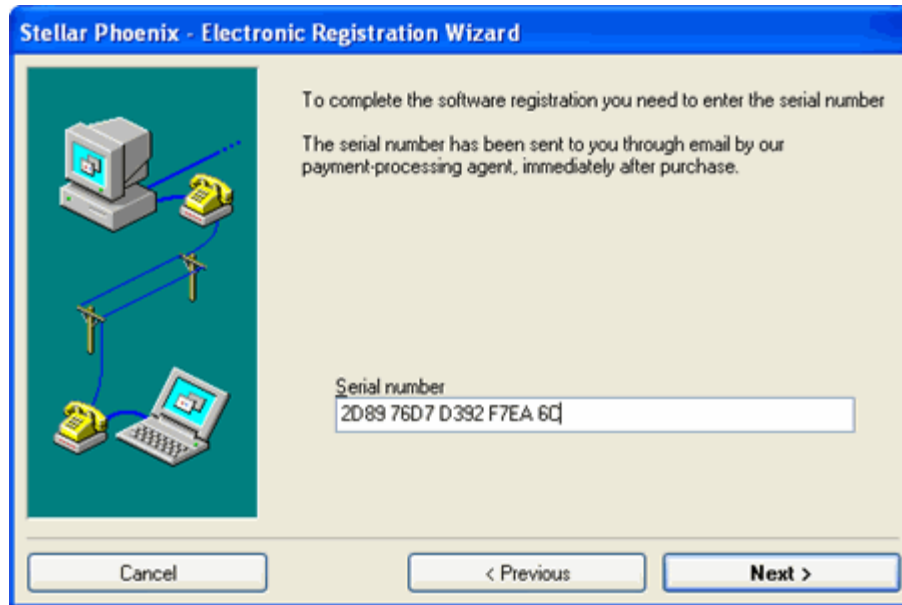 Stellar Phoenix - Electronic Registration Wizard
To complete the software registration you need to enter the serial number
The serial number has been sent to you through email by our
payment-processing agent, immediately after purchase.
Serial number
2D89 76D7 D392 F7EA 6C
Cancel
< Previous
Next >